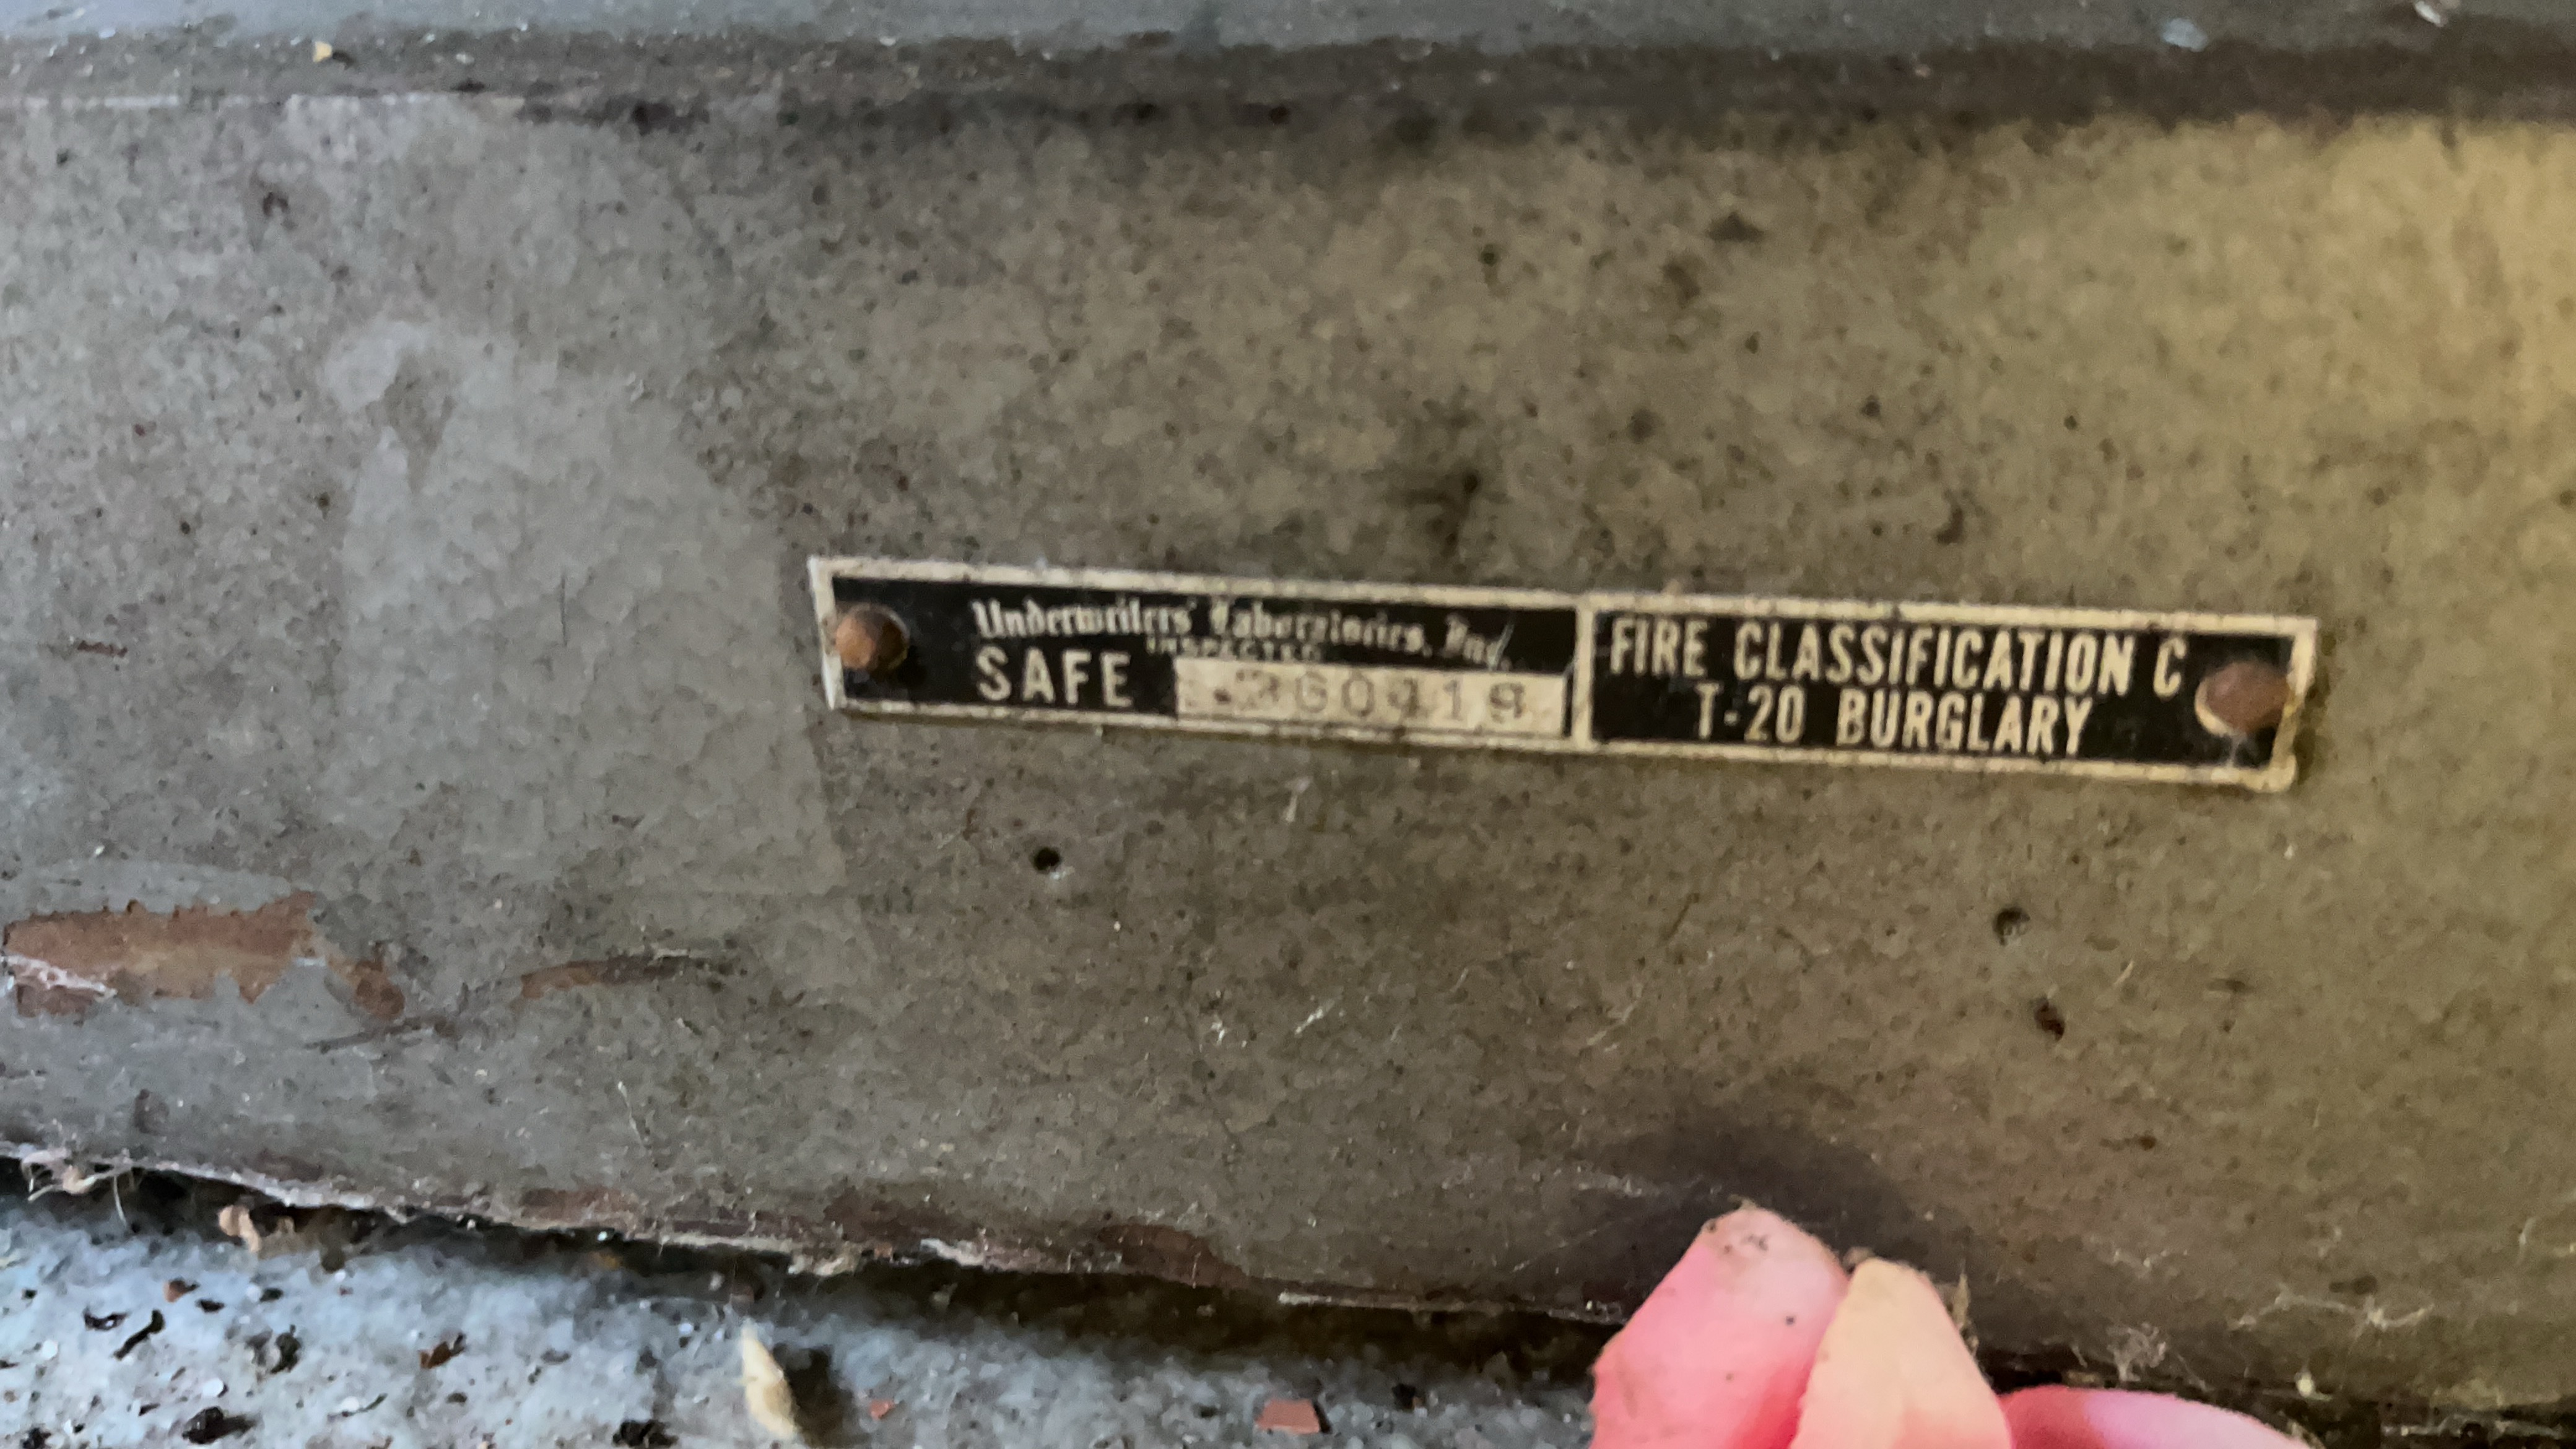 Underwriters' Laboratories, Inc.
INSPECTED
SAFE
FIRE CLASSIFICATION C
T-20 BURGLARY